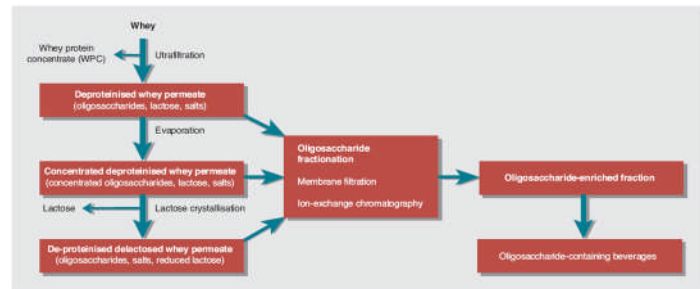 Whey
Whey protein
concentrate (WPC)
Utrafiltration
Deproteinised whey permeate
(oligosaccharides, lactose, salts)
Evaporation
Concentrated deproteinised whey permeate
(concentrated oligosaccharides, lactose, salts)
Lactose
Lactose crystallisation
De-proteinised delactosed whey permeate
(oligosaccharides, salts, reduced lactose)
Oligosaccharide
fractionation
Membrane filtration
Ion-exchange chromatography
Oligosaccharide-enriched fraction
Oligosaccharide-containing beverages